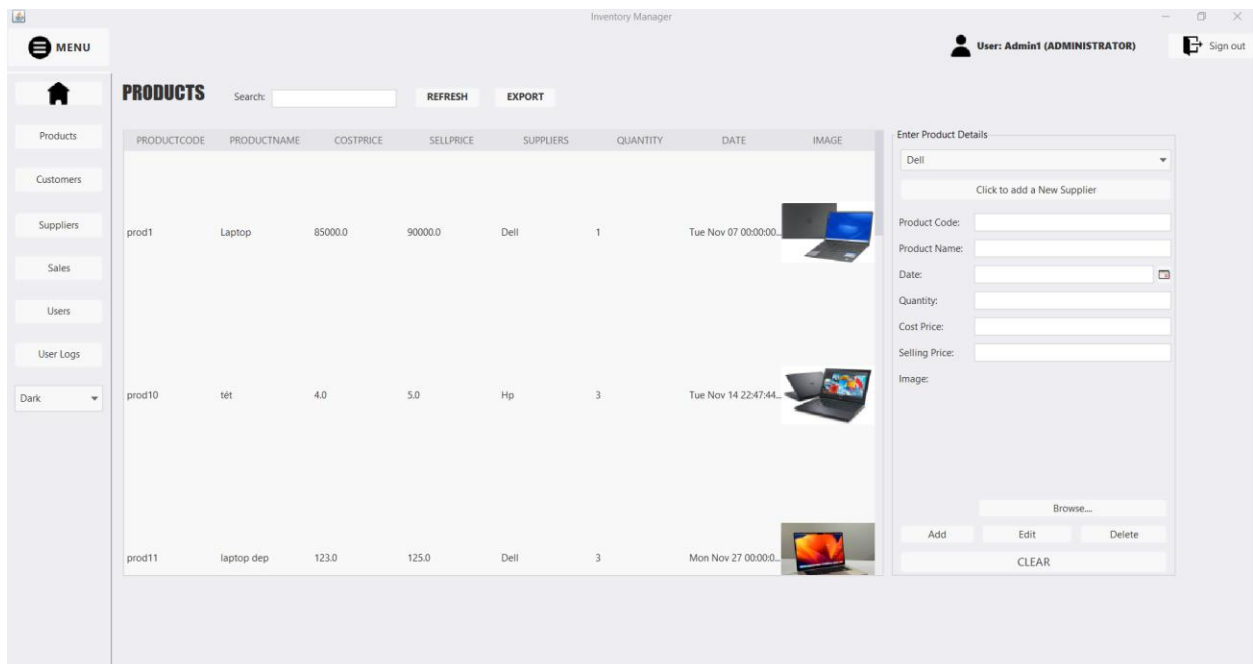 Inventory Manager
MENU
User: Admin1 (ADMINISTRATOR)
Sign out
Products
Customers
Suppliers
Sales
Users
User Logs
Dark
PRODUCTS
Search:
REFRESH
EXPORT
PRODUCTCODE PRODUCTNAME COSTPRICE SELLPRICE SUPPLIERS QUANTITY DATE IMAGE
prod1 Laptop 85000.0 90000.0 Dell 1 Tue Nov 07 00:00:00...
prod10 tét 4.0 5.0 Hp 3 Tue Nov 14 22:47:44...
prod11 laptop dep 123.0 125.0 Dell 3 Mon Nov 27 00:00:0...
Enter Product Details
Dell
Click to add a New Supplier
Product Code:
Product Name:
Date:
Quantity:
Cost Price:
Selling Price:
Image:
Browse....
Add Edit Delete
CLEAR